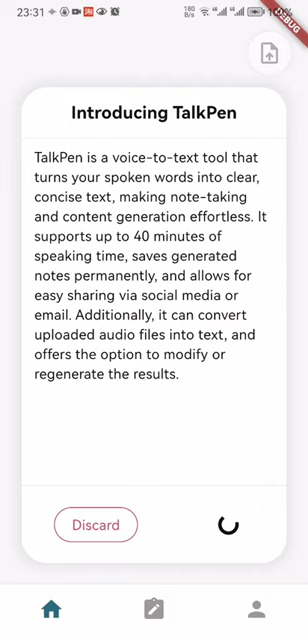 23:31
180 B/s
100%
DEBUG
Introducing TalkPen
TalkPen is a voice-to-text tool that
turns your spoken words into clear,
concise text, making note-taking
and content generation effortless. It
supports up to 40 minutes of
speaking time, saves generated
notes permanently, and allows for
easy sharing via social media or
email. Additionally, it can convert
uploaded audio files into text, and
offers the option to modify or
regenerate the results.
Discard